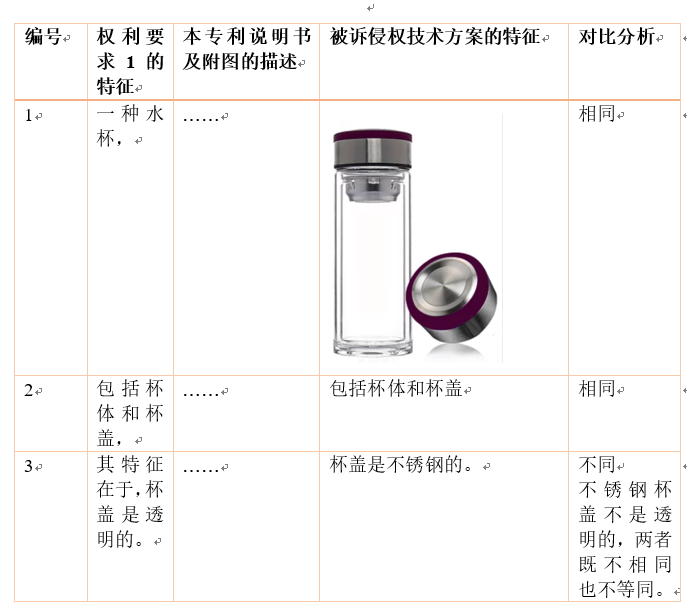 编号 权利要求1的特征 本专利说明书及附图的描述 被诉侵权技术方案的特征 对比分析
1 一种水杯， …… 相同
2 包括杯体和杯盖， …… 包括杯体和杯盖 相同
3 其特征在于，杯盖是透明的。 …… 杯盖是不锈钢的。 不同
不锈钢杯盖不是透明的，两者既不相同也不等同。